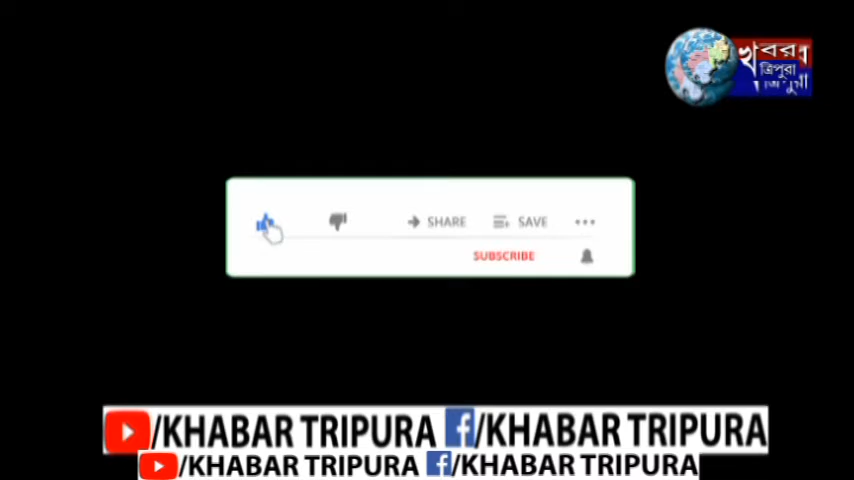 খবর
ত্রিপুরা
SHARE SAVE
SUBSCRIBE
/KHABAR TRIPURA f/KHABAR TRIPURA
/KHABAR TRIPURA f/KHABAR TRIPURA